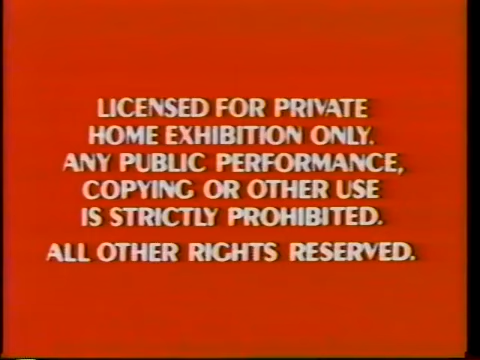 LICENSED FOR PRIVATE
HOME EXHIBITION ONLY.
ANY PUBLIC PERFORMANCE,
COPYING OR OTHER USE
IS STRICTLY PROHIBITED.
ALL OTHER RIGHTS RESERVED.